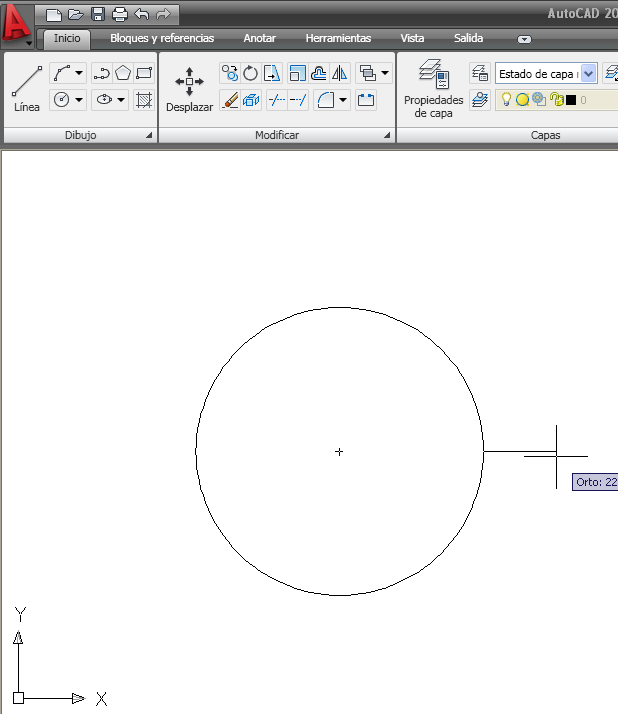 AutoCAD 20
Inicio Bloques y referencias Anotar Herramientas Vista Salida
Línea
Desplazar
Propiedades
de capa
Estado de capa
0
Dibujo Modificar Capas
Orto: 22
Y
X